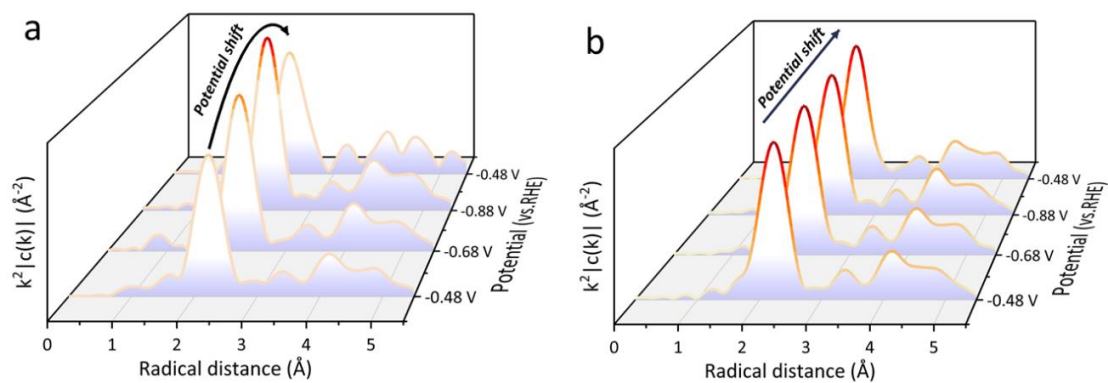 a
Potential shift
k²|c(k)| (Å⁻²)
-0.48 V
-0.88 V
-0.68 V
-0.48 V
Potential (vs.RHE)
0 1 2 3 4 5
Radical distance (Å)
b
Potential shift
k²|c(k)| (Å⁻²)
-0.48 V
-0.88 V
-0.68 V
-0.48 V
Potential (vs.RHE)
0 1 2 3 4 5
Radical distance (Å)